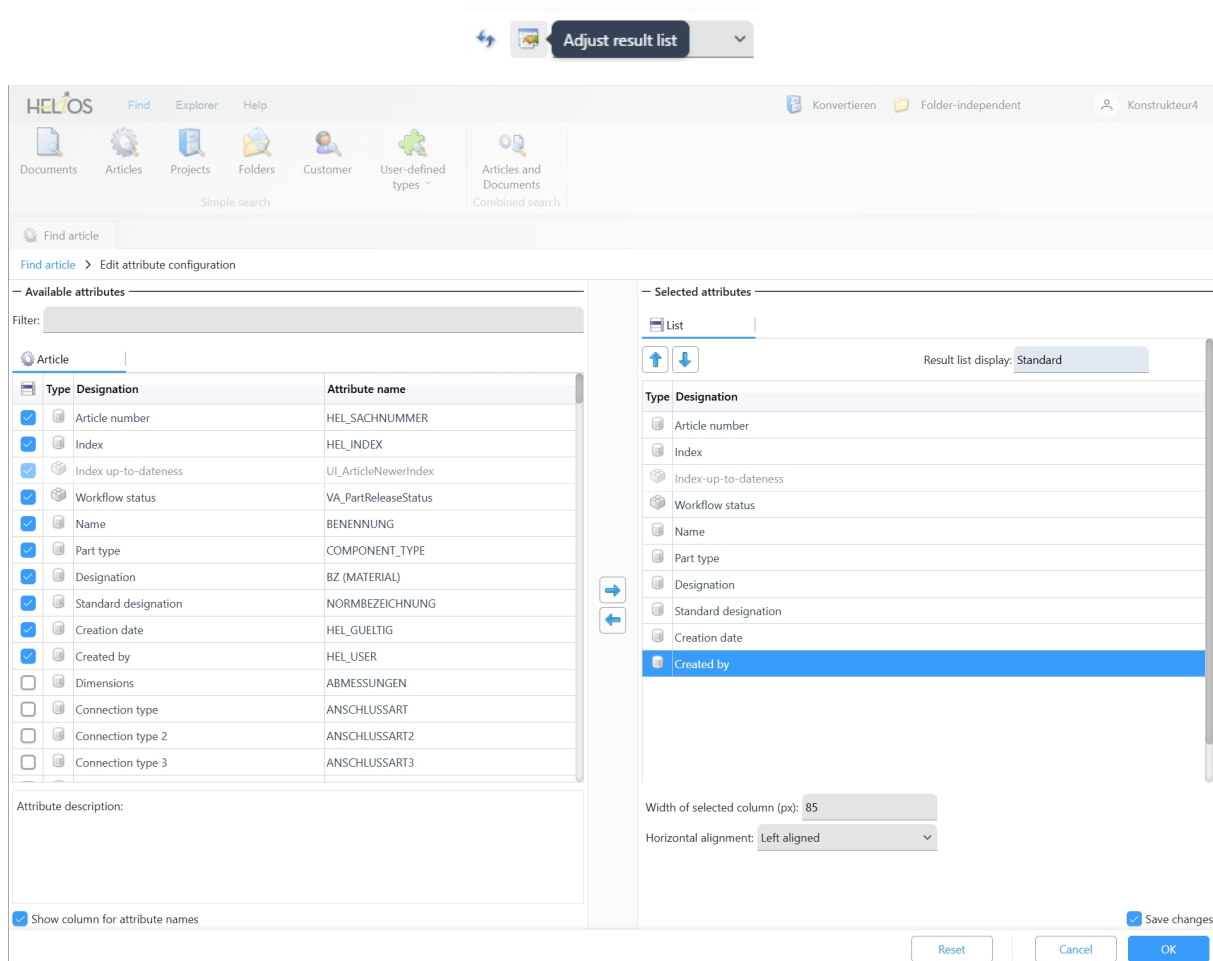 Adjust result list
HELiOS Find Explorer Help Konvertieren Folder-independent Konstrukteur4
Documents Articles Projects Folders Customer User-defined types Articles and Documents
Simple search Combined search
Find article
Find article > Edit attribute configuration
Available attributes
Filter:
Article
Type Designation Attribute name
Article number HEL_SACHNUMMER
Index HEL_INDEX
Index up-to-dateness UI_ArticleNewerIndex
Workflow status VA_PartReleaseStatus
Name BENENNUNG
Part type COMPONENT_TYPE
Designation BZ (MATERIAL)
Standard designation NORMBEZEICHNUNG
Creation date HEL_GUELTIG
Created by HEL_USER
Dimensions ABMESSUNGEN
Connection type ANSCHLUSSART
Connection type 2 ANSCHLUSSART2
Connection type 3 ANSCHLUSSART3
Attribute description:
Show column for attribute names
Selected attributes
List
Result list display: Standard
Type Designation
Article number
Index
Index-up-to-dateness
Workflow status
Name
Part type
Designation
Standard designation
Creation date
Created by
Width of selected column (px): 85
Horizontal alignment: Left aligned
Save changes
Reset Cancel OK